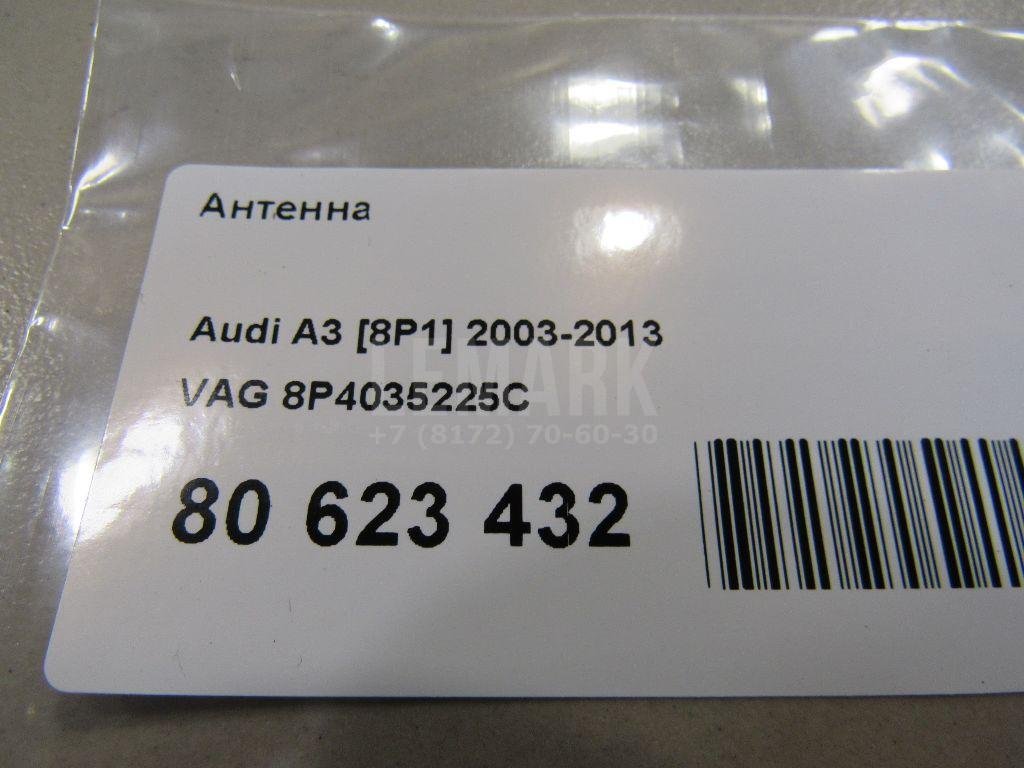 Антенна
Audi A3 [8P1] 2003-2013
VAG 8P4035225C
LEMARK
+7 (8172) 70-60-30
80 623 432